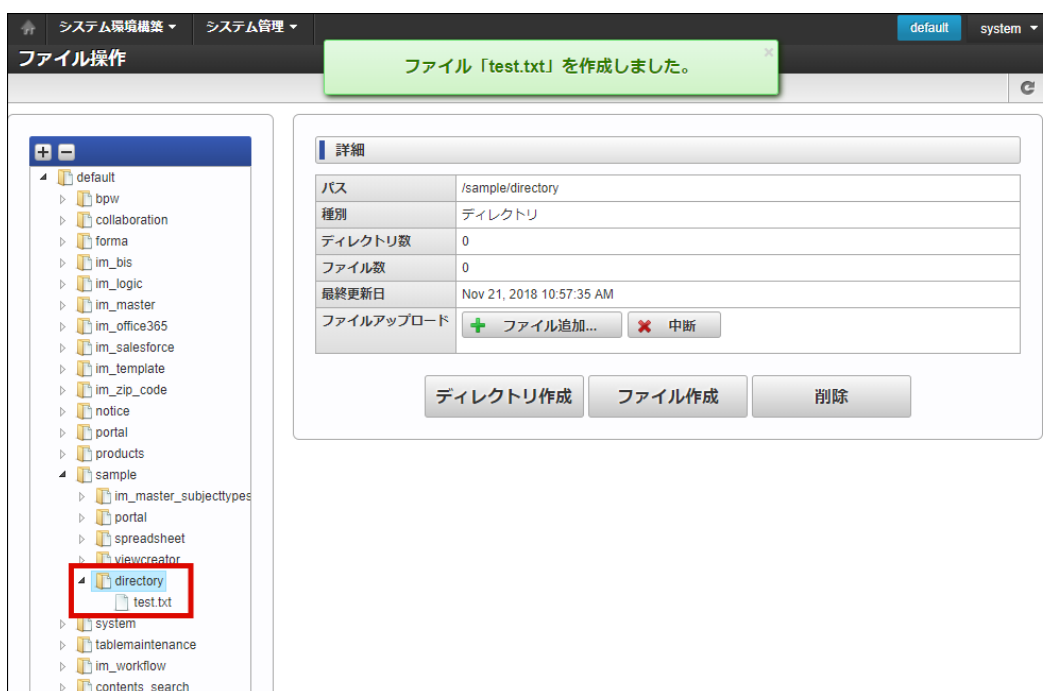 システム環境構築 ▼ システム管理 ▼ default system ▼
ファイル操作
ファイル「test.txt」を作成しました。 ×
default
bpw
collaboration
forma
im_bis
im_logic
im_master
im_office365
im_salesforce
im_template
im_zip_code
notice
portal
products
sample
im_master_subjecttypes
portal
spreadsheet
viewcreator
directory
test.txt
system
tablemaintenance
im_workflow
contents_search
詳細
パス /sample/directory
種別 ディレクトリ
ディレクトリ数 0
ファイル数 0
最終更新日 Nov 21, 2018 10:57:35 AM
ファイルアップロード ファイル追加... 中断
ディレクトリ作成 ファイル作成 削除